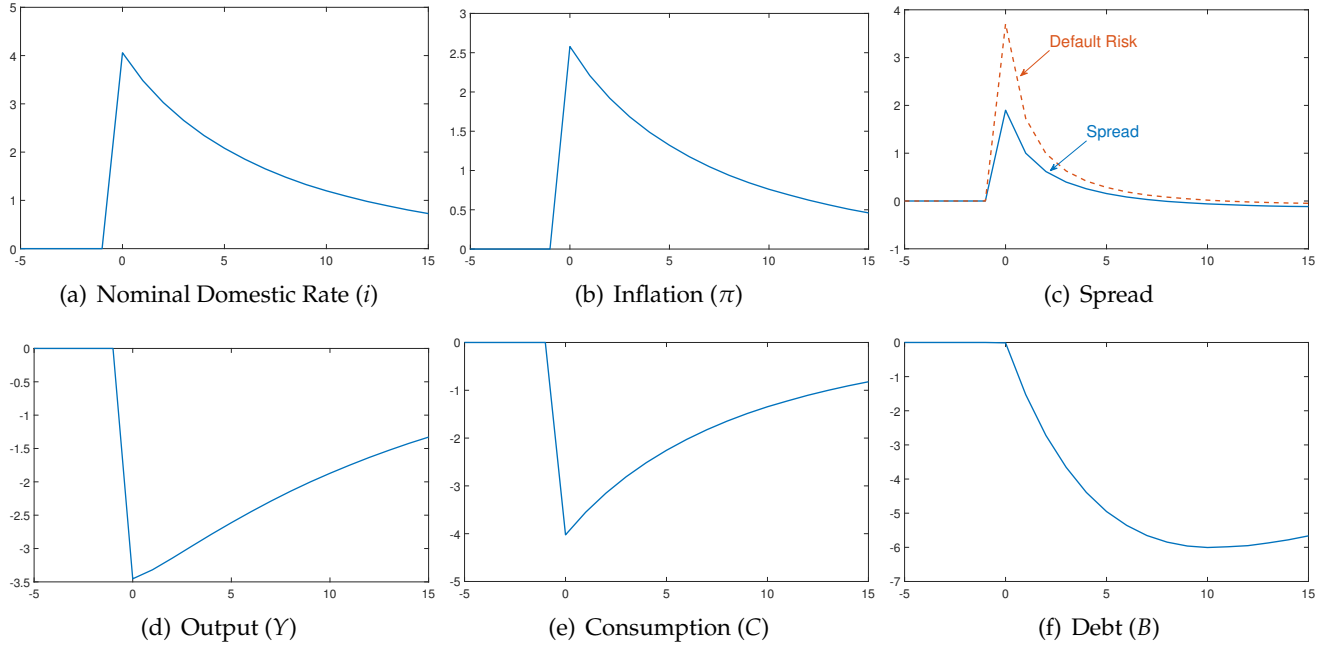 5
4
3
2
1
0
-5 0 5 10 15
(a) Nominal Domestic Rate (i)
3
2.5
2
1.5
1
0.5
0
-5 0 5 10 15
(b) Inflation (π)
4
3
2
1
0
-1
-5 0 5 10 15
Default Risk
Spread
(c) Spread
0
-0.5
-1
-1.5
-2
-2.5
-3
-3.5
-5 0 5 10 15
(d) Output (Y)
0
-1
-2
-3
-4
-5
-5 0 5 10 15
(e) Consumption (C)
0
-1
-2
-3
-4
-5
-6
-7
-5 0 5 10 15
(f) Debt (B)